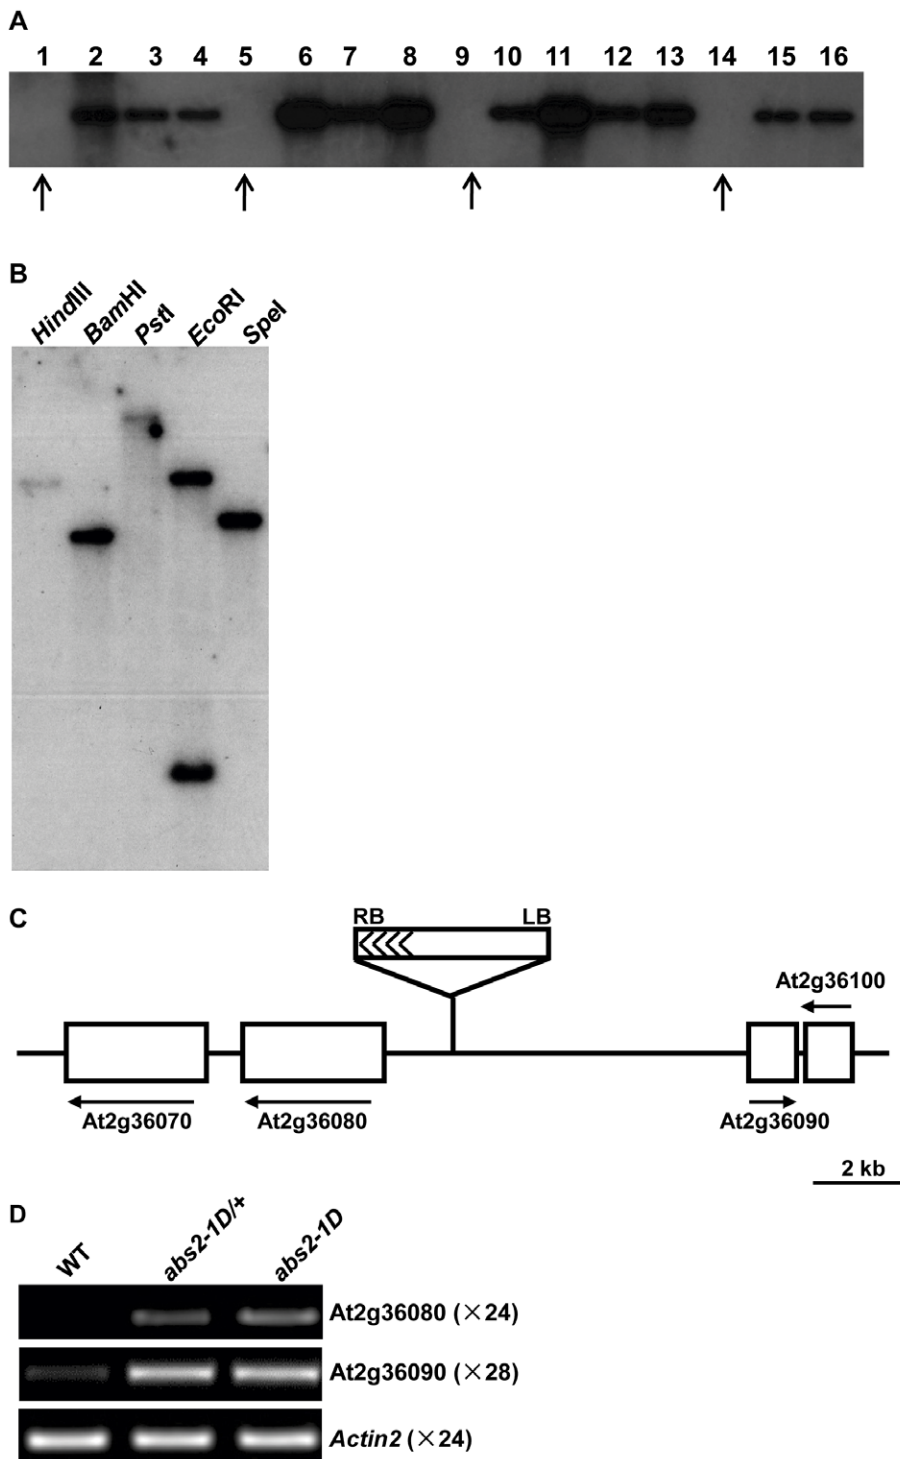 A
1 2 3 4 5 6 7 8 9 10 11 12 13 14 15 16
B
HindIII BamHI PstI EcoRI SpeI
C
RB LB
At2g36100
At2g36070 At2g36080 At2g36090
2 kb
D
WT abs2-1D/+ abs2-1D
At2g36080 (×24)
At2g36090 (×28)
Actin2 (×24)